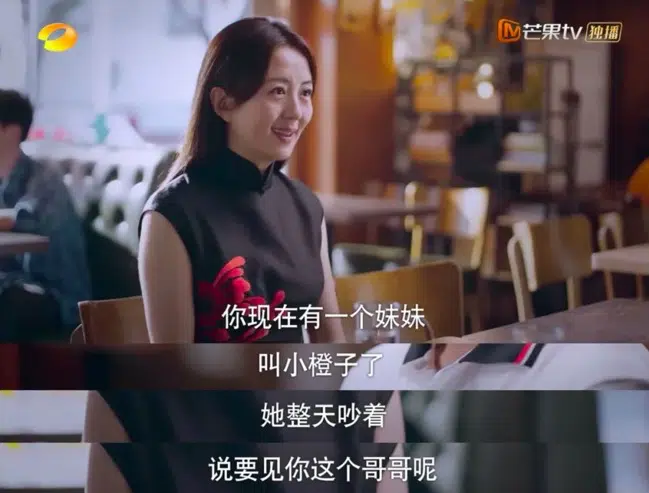 芒果tv 独播
你现在有一个妹妹
叫小橙子了
她整天吵着
说要见你这个哥哥呢